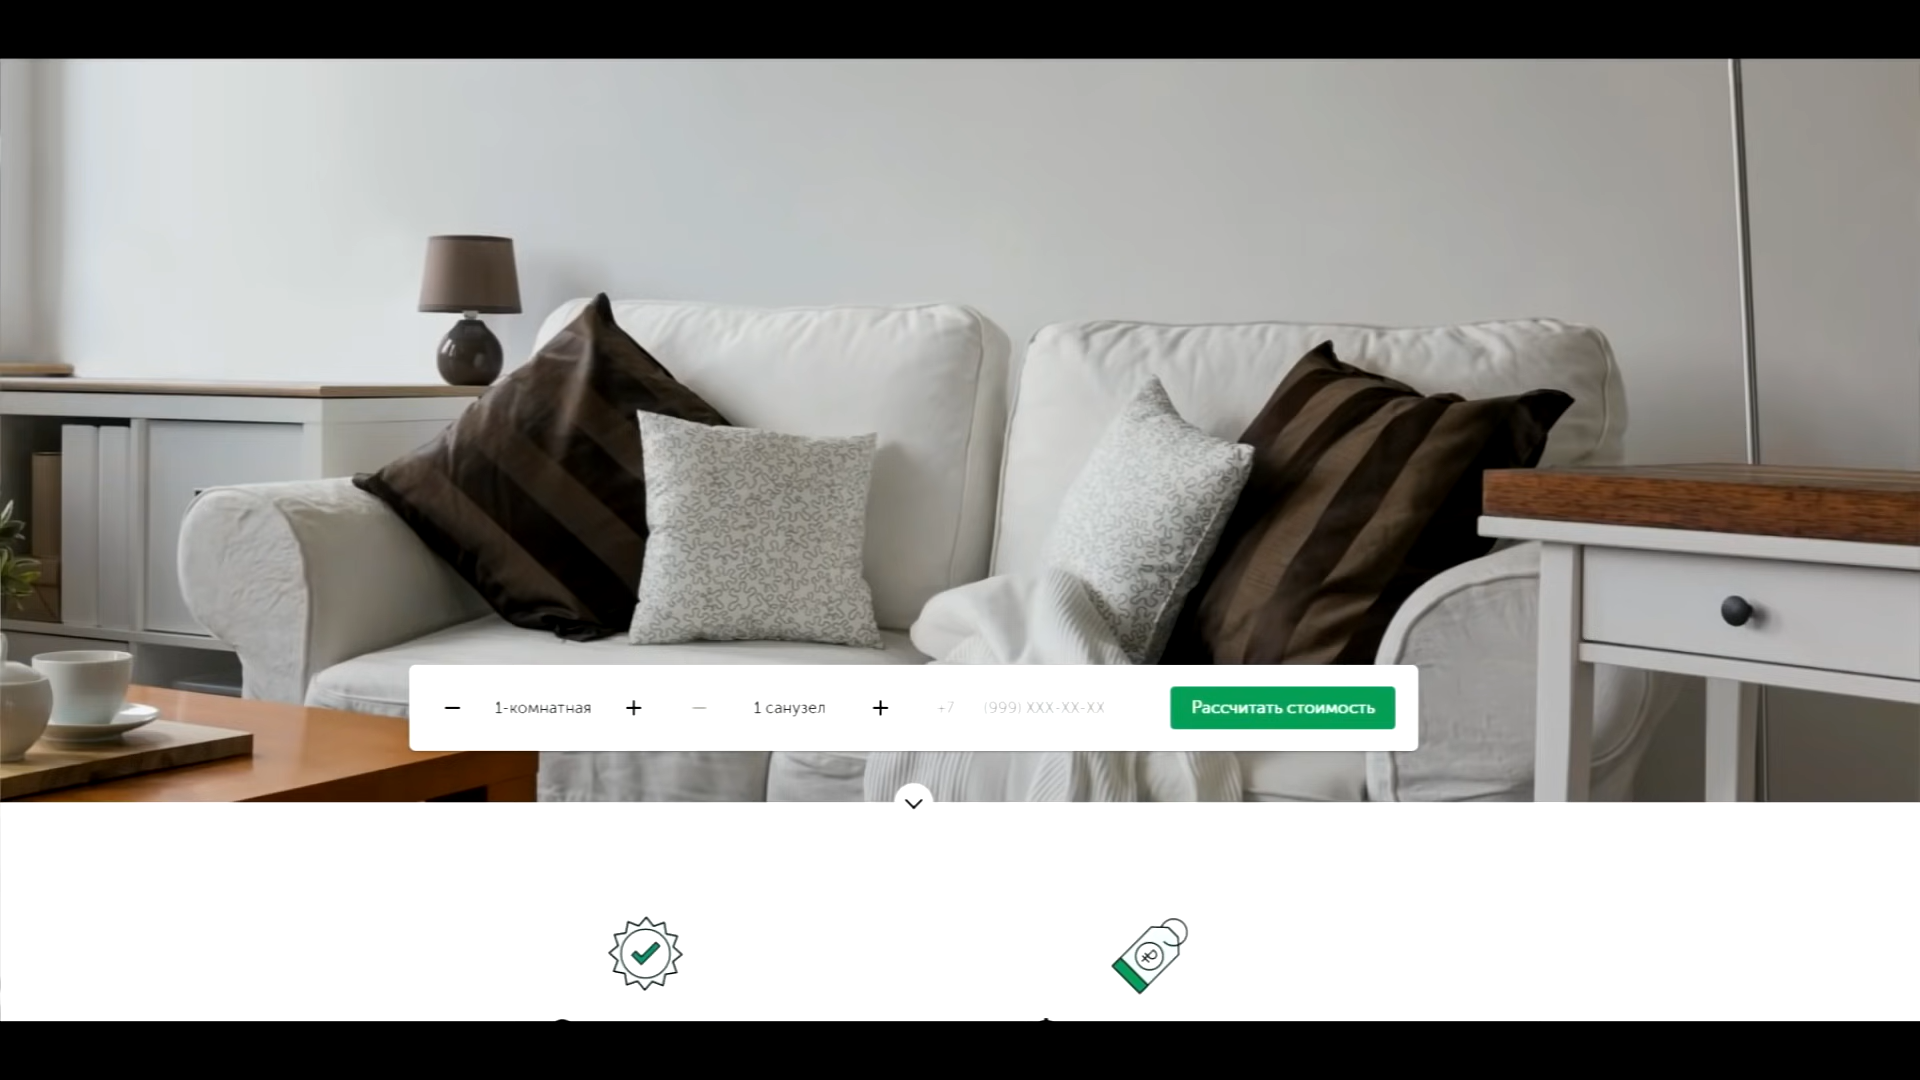 1-комнатная
1 санузел
+7 (999) XXX-XX-XX
Рассчитать стоимость